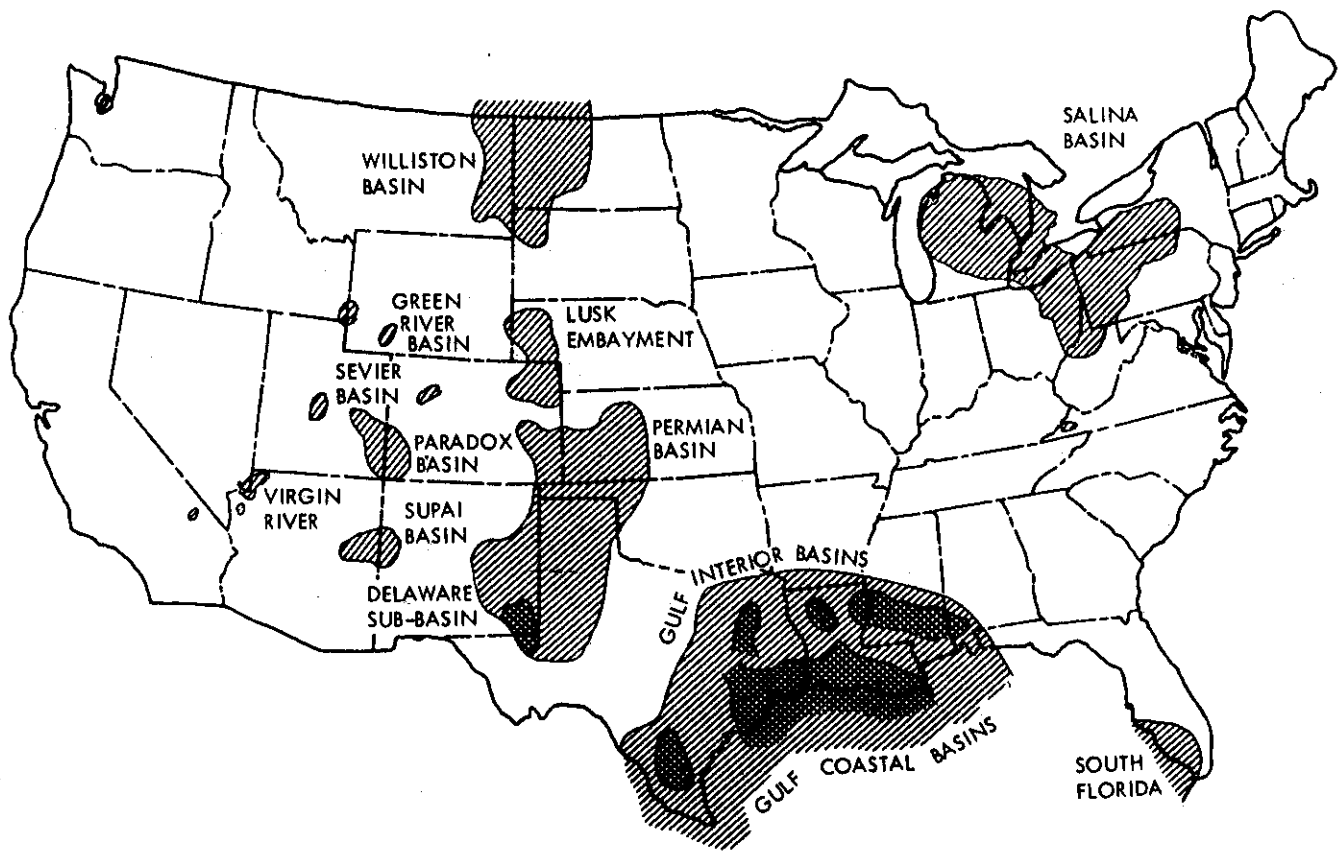 SALINA
BASIN
WILLISTON
BASIN
GREEN
RIVER
BASIN
LUSK
EMBAYMENT
SEVIER
BASIN
PARADOX
BASIN
PERMIAN
BASIN
VIRGIN
RIVER
SUPAI
BASIN
DELAWARE
SUB-BASIN
GULF INTERIOR BASINS
GULF COASTAL BASINS
SOUTH
FLORIDA